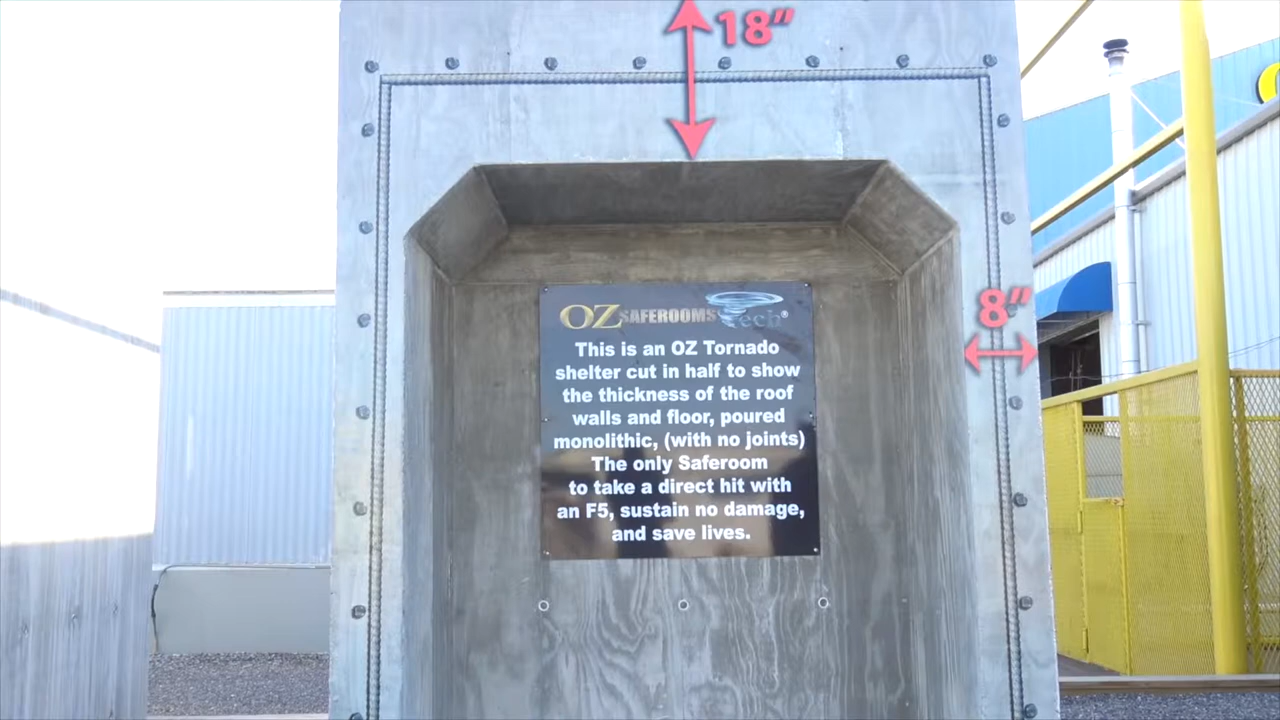 18"
8"
OZ SAFEROOMS Tech®
This is an OZ Tornado
shelter cut in half to show
the thickness of the roof
walls and floor, poured
monolithic, (with no joints)
The only Saferoom
to take a direct hit with
an F5, sustain no damage,
and save lives.